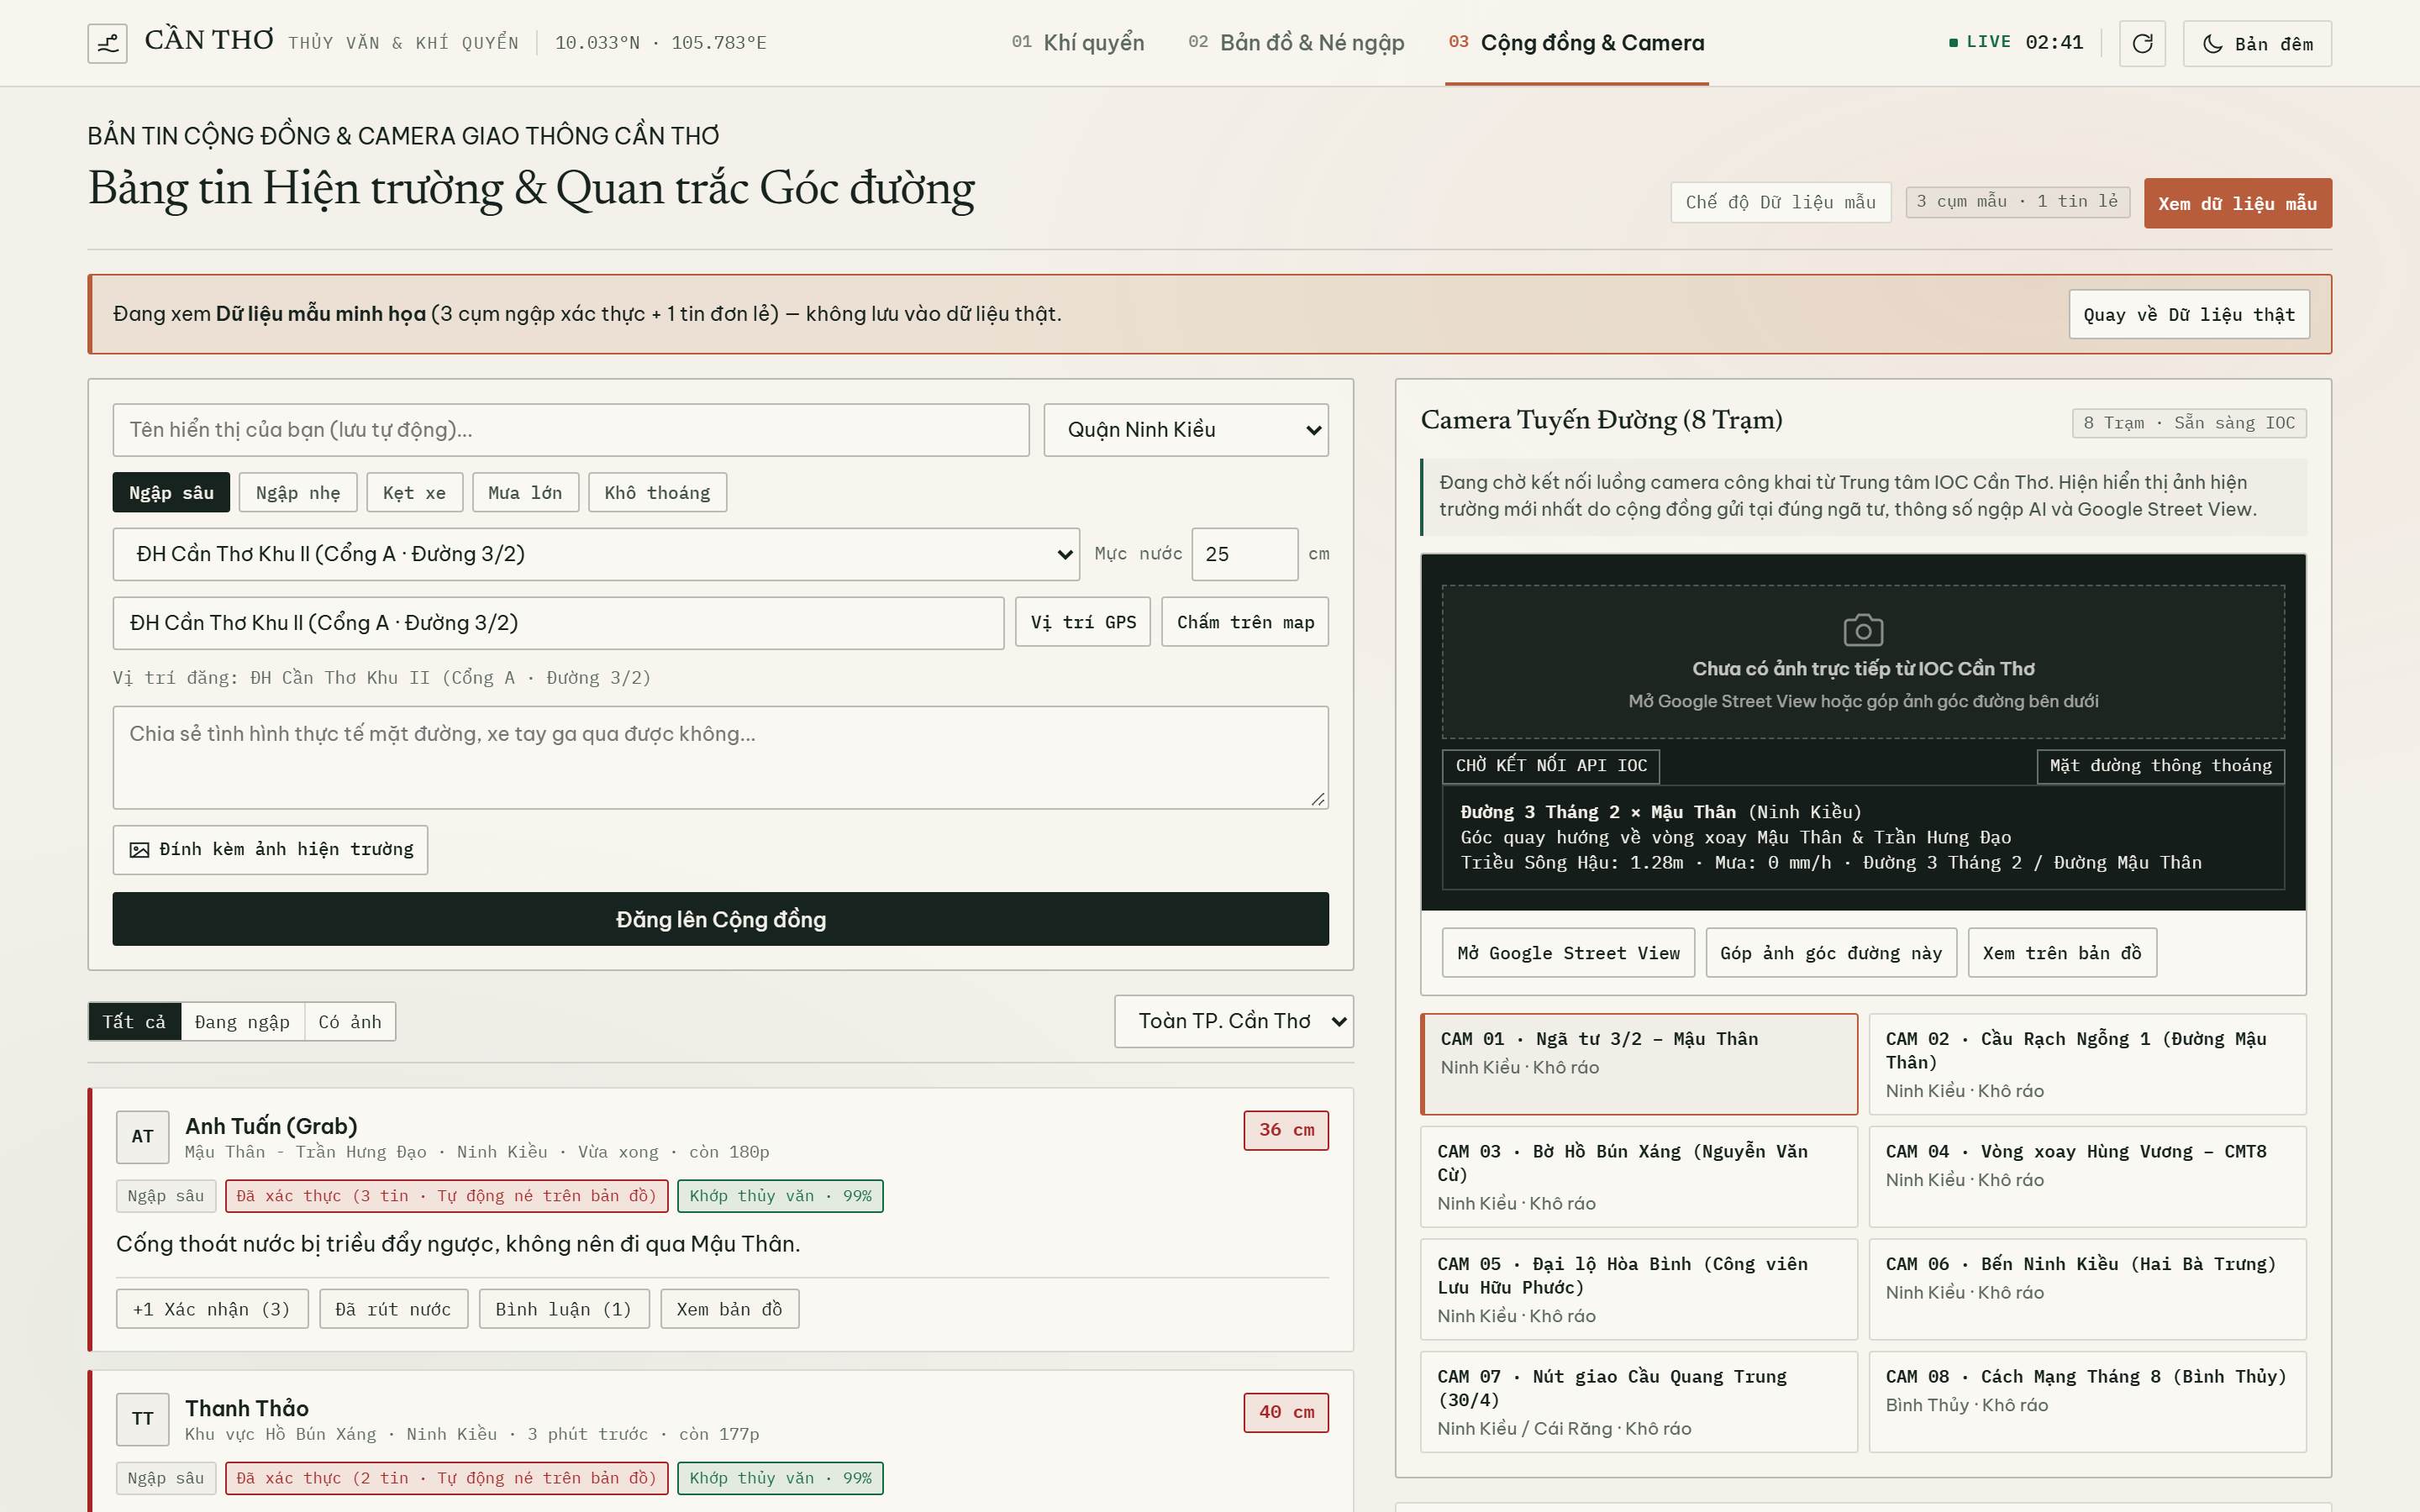 CẦN THƠ THỦY VĂN & KHÍ QUYỂN 10.033°N · 105.783°E
01 Khí quyển
02 Bản đồ & Né ngập
03 Cộng đồng & Camera
LIVE 02:41
Bản đêm
BẢN TIN CỘNG ĐỒNG & CAMERA GIAO THÔNG CẦN THƠ
Bảng tin Hiện trường & Quan trắc Góc đường
Chế độ Dữ liệu mẫu
3 cụm mẫu · 1 tin lẻ
Xem dữ liệu mẫu
Đang xem Dữ liệu mẫu minh họa (3 cụm ngập xác thực + 1 tin đơn lẻ) — không lưu vào dữ liệu thật.
Quay về Dữ liệu thật
Tên hiển thị của bạn (lưu tự động)...
Quận Ninh Kiều
Ngập sâu
Ngập nhẹ
Kẹt xe
Mưa lớn
Khô thoáng
ĐH Cần Thơ Khu II (Cổng A · Đường 3/2)
Mực nước 25 cm
ĐH Cần Thơ Khu II (Cổng A · Đường 3/2)
Vị trí GPS
Chấm trên map
Vị trí đăng: ĐH Cần Thơ Khu II (Cổng A · Đường 3/2)
Chia sẻ tình hình thực tế mặt đường, xe tay ga qua được không...
Đính kèm ảnh hiện trường
Đăng lên Cộng đồng
Tất cả
Đang ngập
Có ảnh
Toàn TP. Cần Thơ
AT
Anh Tuấn (Grab)
Mậu Thân - Trần Hưng Đạo · Ninh Kiều · Vừa xong · còn 180p
36 cm
Ngập sâu
Đã xác thực (3 tin · Tự động né trên bản đồ)
Khớp thủy văn · 99%
Cống thoát nước bị triều đẩy ngược, không nên đi qua Mậu Thân.
+1 Xác nhận (3)
Đã rút nước
Bình luận (1)
Xem bản đồ
TT
Thanh Thảo
Khu vực Hồ Bún Xáng · Ninh Kiều · 3 phút trước · còn 177p
40 cm
Ngập sâu
Đã xác thực (2 tin · Tự động né trên bản đồ)
Khớp thủy văn · 99%
Camera Tuyến Đường (8 Trạm)
8 Trạm · Sẵn sàng IOC
Đang chờ kết nối luồng camera công khai từ Trung tâm IOC Cần Thơ. Hiện hiển thị ảnh hiện
trường mới nhất do cộng đồng gửi tại đúng ngã tư, thông số ngập AI và Google Street View.
Chưa có ảnh trực tiếp từ IOC Cần Thơ
Mở Google Street View hoặc góp ảnh góc đường bên dưới
CHỜ KẾT NỐI API IOC
Mặt đường thông thoáng
Đường 3 Tháng 2 × Mậu Thân (Ninh Kiều)
Góc quay hướng về vòng xoay Mậu Thân & Trần Hưng Đạo
Triều Sông Hậu: 1.28m · Mưa: 0 mm/h · Đường 3 Tháng 2 / Đường Mậu Thân
Mở Google Street View
Góp ảnh góc đường này
Xem trên bản đồ
CAM 01 · Ngã tư 3/2 – Mậu Thân
Ninh Kiều · Khô ráo
CAM 02 · Cầu Rạch Ngỗng 1 (Đường Mậu
Thân)
Ninh Kiều · Khô ráo
CAM 03 · Bờ Hồ Bún Xáng (Nguyễn Văn
Cừ)
Ninh Kiều · Khô ráo
CAM 04 · Vòng xoay Hùng Vương – CMT8
Ninh Kiều · Khô ráo
CAM 05 · Đại lộ Hòa Bình (Công viên
Lưu Hữu Phước)
Ninh Kiều · Khô ráo
CAM 06 · Bến Ninh Kiều (Hai Bà Trưng)
Ninh Kiều · Khô ráo
CAM 07 · Nút giao Cầu Quang Trung
(30/4)
Ninh Kiều / Cái Răng · Khô ráo
CAM 08 · Cách Mạng Tháng 8 (Bình Thủy)
Bình Thủy · Khô ráo